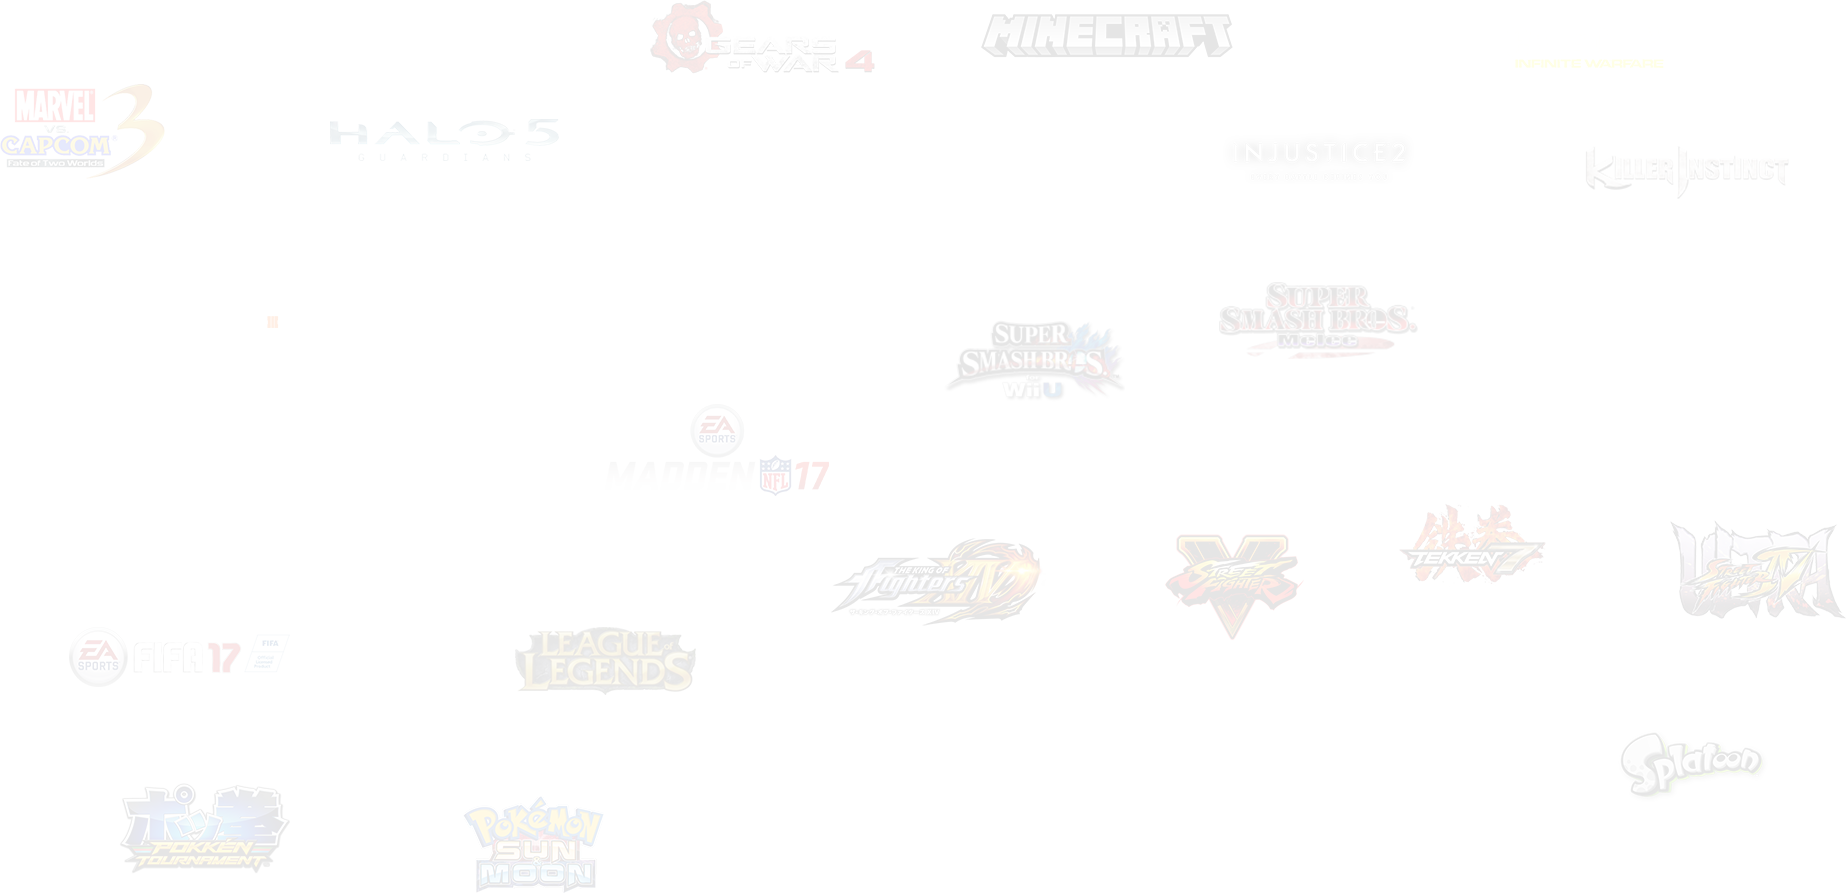 GEARS
OF WAR 4
MINECRAFT
MARVEL
VS
CAPCOM 3
Fate of Two Worlds
HALO 5
GUARDIANS
INJUSTICE 2
KILLER INSTINCT
III
SUPER
SMASH BROS.
Melee
SUPER
SMASH BROS.
Wii U
EA
SPORTS
MADDEN NFL 17
THE KING OF
Fighters XIV
V
STREET
FIGHTER
鉄拳
TEKKEN 7
ULTRA
STREET
FIGHTER IV
EA
SPORTS
FIFA 17
FIFA
LEAGUE of
LEGENDS
Splatoon
ポッ拳
POKKÉN
TOURNAMENT
POKéMON
SUN
MOON